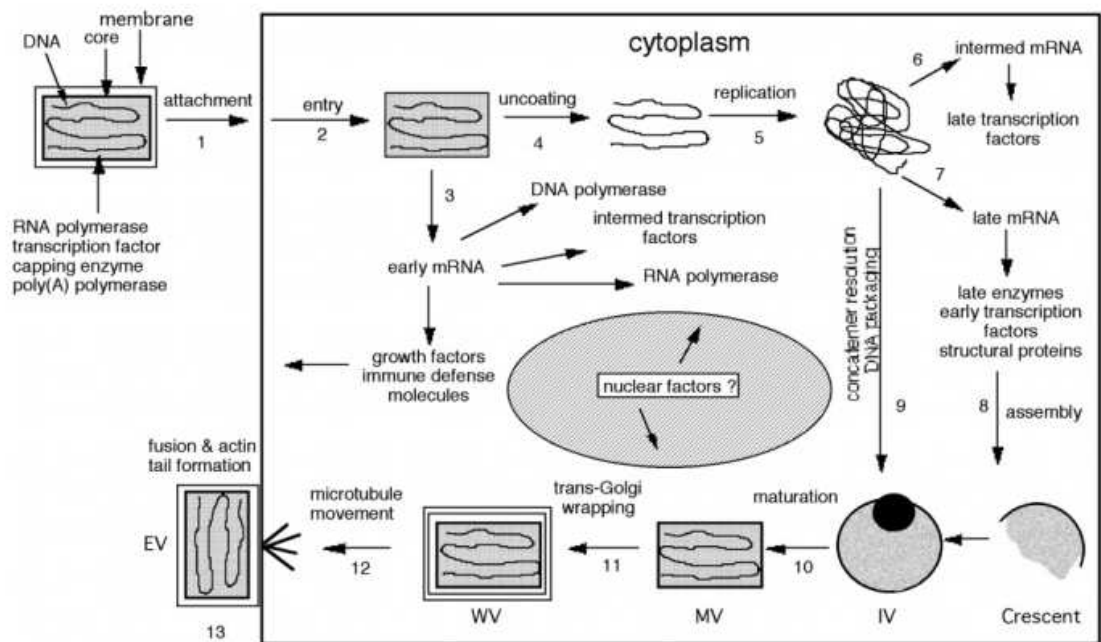 membrane
DNA
core
attachment
1
RNA polymerase
transcription factor
capping enzyme
poly(A) polymerase
cytoplasm
entry
2
uncoating
4
replication
5
6
intermed mRNA
late transcription
factors
7
late mRNA
late enzymes
early transcription
factors
structural proteins
3
DNA polymerase
intermed transcription
factors
early mRNA
RNA polymerase
growth factors
immune defense
molecules
nuclear factors ?
concatemer resolution
DNA packaging
9
8
assembly
fusion & actin
tail formation
EV
13
microtubule
movement
12
trans-Golgi
wrapping
11
maturation
10
WV
MV
IV
Crescent